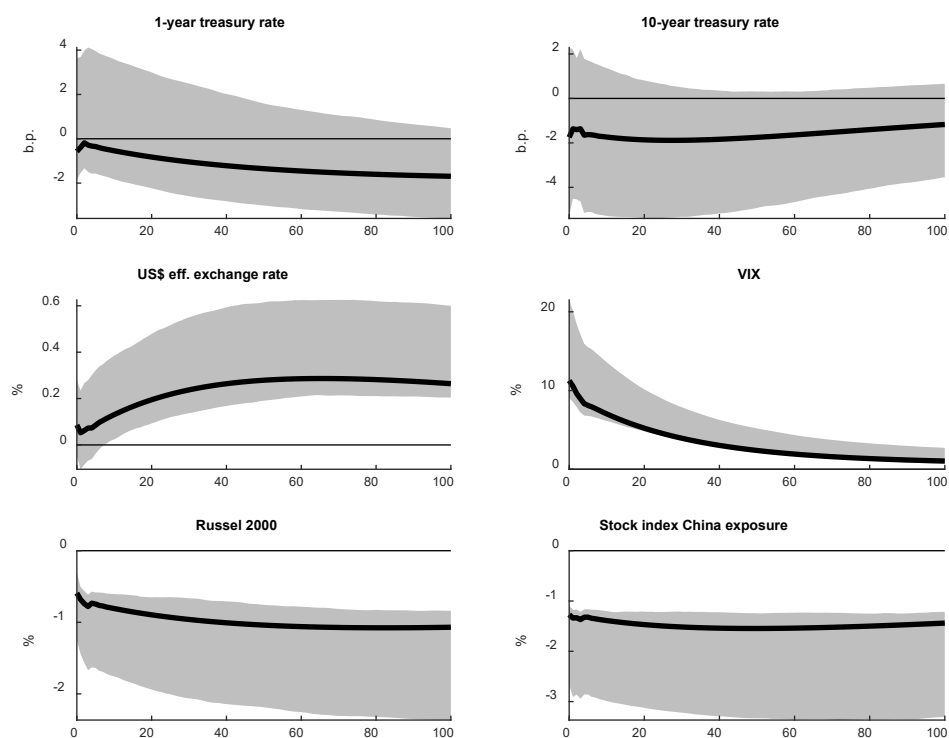 1-year treasury rate
10-year treasury rate
4
2
0
-2
b.p.
0 20 40 60 80 100
2
0
-2
-4
b.p.
0 20 40 60 80 100
US$ eff. exchange rate
VIX
0.6
0.4
0.2
0
%
0 20 40 60 80 100
20
10
0
%
0 20 40 60 80 100
Russel 2000
Stock index China exposure
0
-1
-2
%
0 20 40 60 80 100
0
-1
-2
-3
%
0 20 40 60 80 100